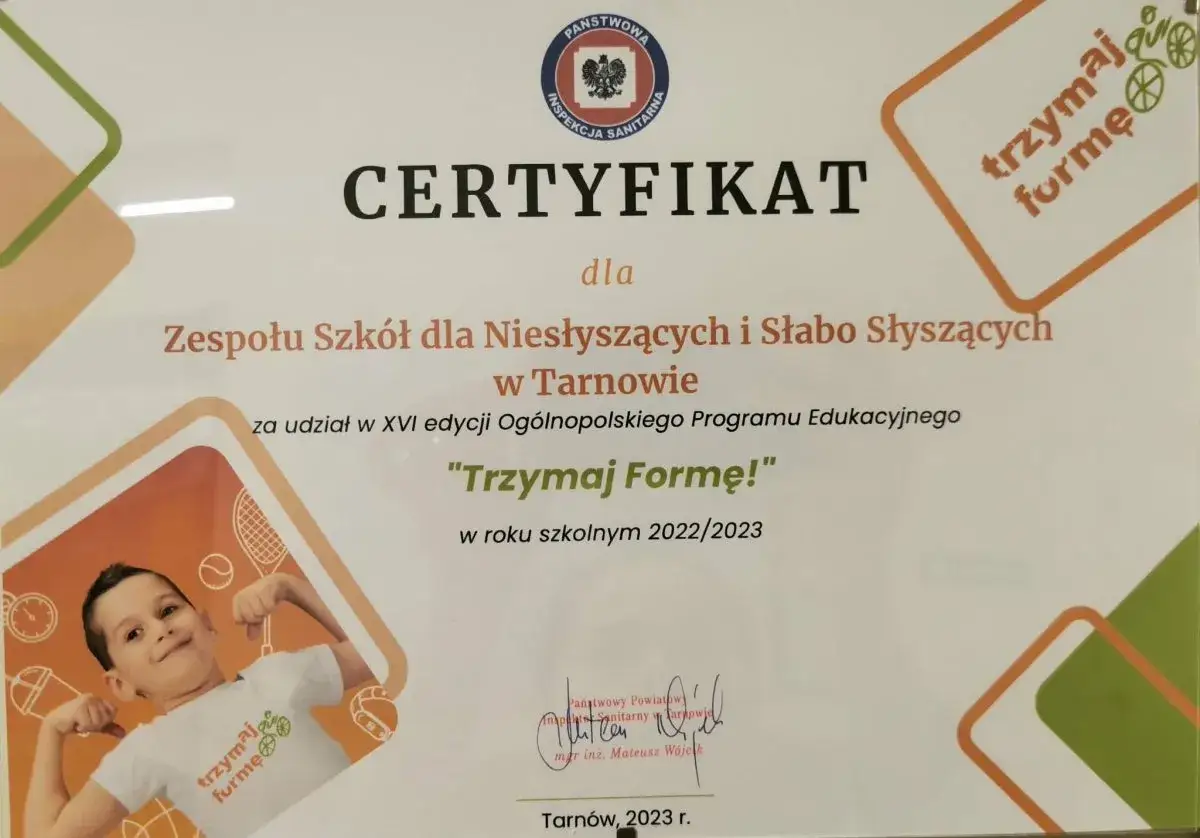 PAŃSTWOWA
INSPEKCJA SANITARNA
trzymaj
formę
CERTYFIKAT
dla
Zespołu Szkół dla Niesłyszących i Słabo Słyszących
w Tarnowie
za udział w XVI edycji Ogólnopolskiego Programu Edukacyjnego
"Trzymaj Formę!"
w roku szkolnym 2022/2023
trzymaj
formę
Państwowy Powiatowy
Inspektor Sanitarny w Tarnowie
mgr inż. Mateusz Wójcik
Tarnów, 2023 r.